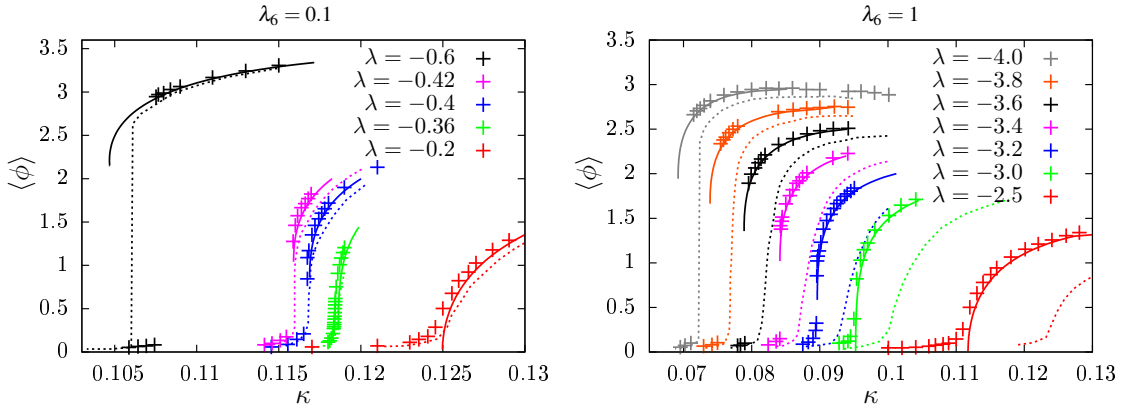 λ₆ = 0.1
3.5
3
2.5
2
1.5
1
0.5
0
⟨ϕ⟩
0.105
0.11
0.115
0.12
0.125
0.13
κ
λ = −0.6
λ = −0.42
λ = −0.4
λ = −0.36
λ = −0.2
λ₆ = 1
3.5
3
2.5
2
1.5
1
0.5
0
⟨ϕ⟩
0.07
0.08
0.09
0.1
0.11
0.12
0.13
κ
λ = −4.0
λ = −3.8
λ = −3.6
λ = −3.4
λ = −3.2
λ = −3.0
λ = −2.5